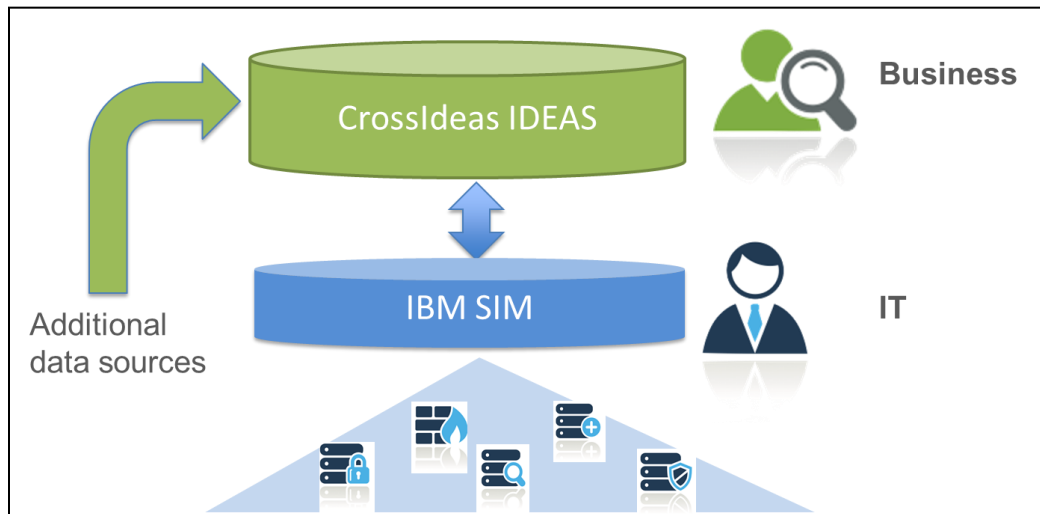 CrossIdeas IDEAS
Business
IBM SIM
IT
Additional
data sources